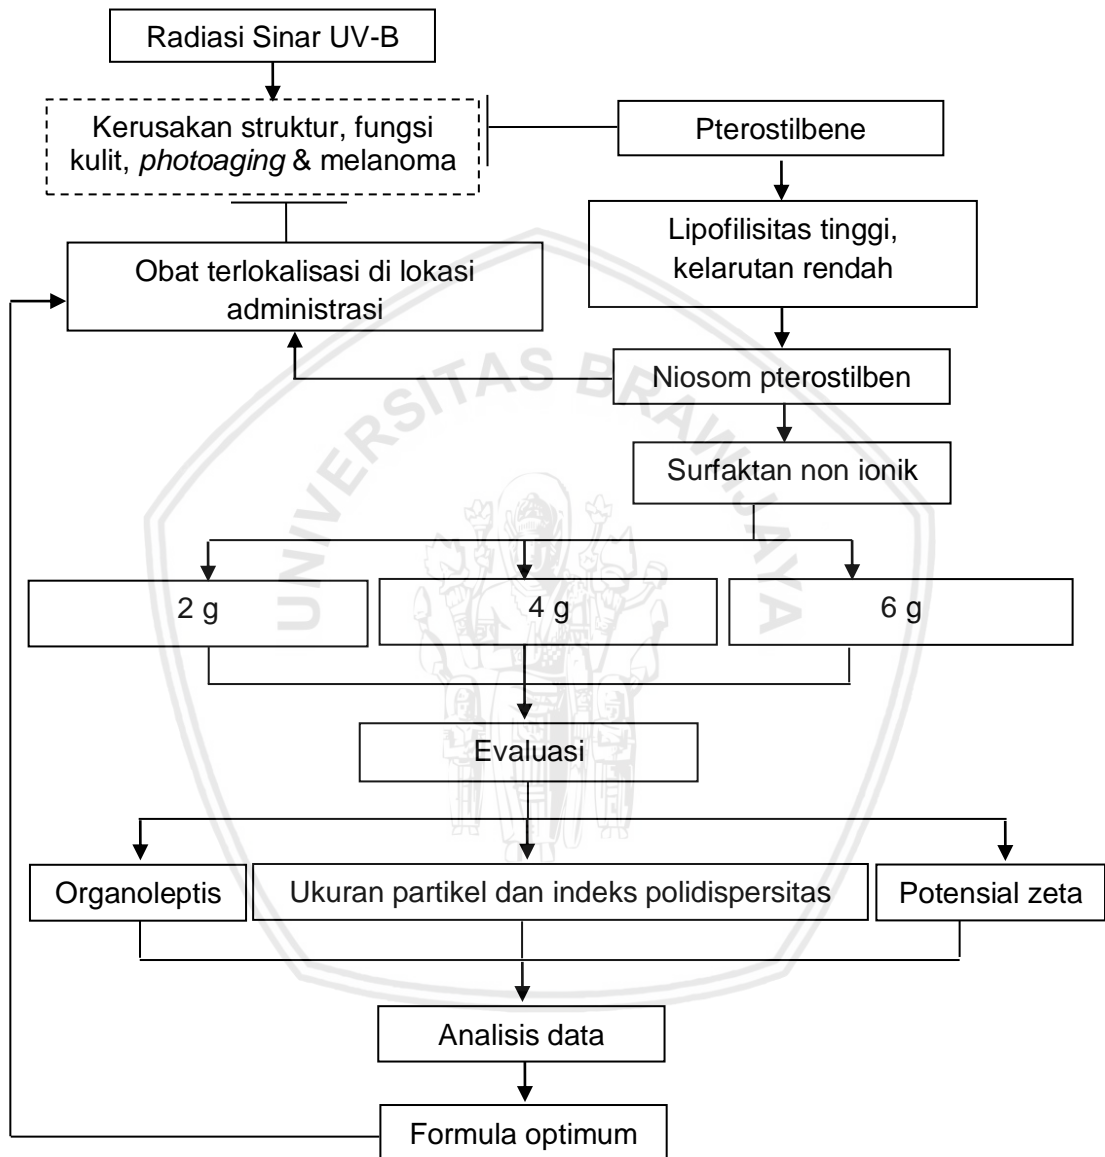 Radiasi Sinar UV-B
Kerusakan struktur, fungsi
kulit, photoaging & melanoma
Pterostilbene
Lipofilisitas tinggi,
kelarutan rendah
Obat terlokalisasi di lokasi
administrasi
Niosom pterostilben
Surfaktan non ionik
2 g
4 g
6 g
Evaluasi
Organoleptis
Ukuran partikel dan indeks polidispersitas
Potensial zeta
Analisis data
Formula optimum
UNIVERSITAS BRAWIJAYA